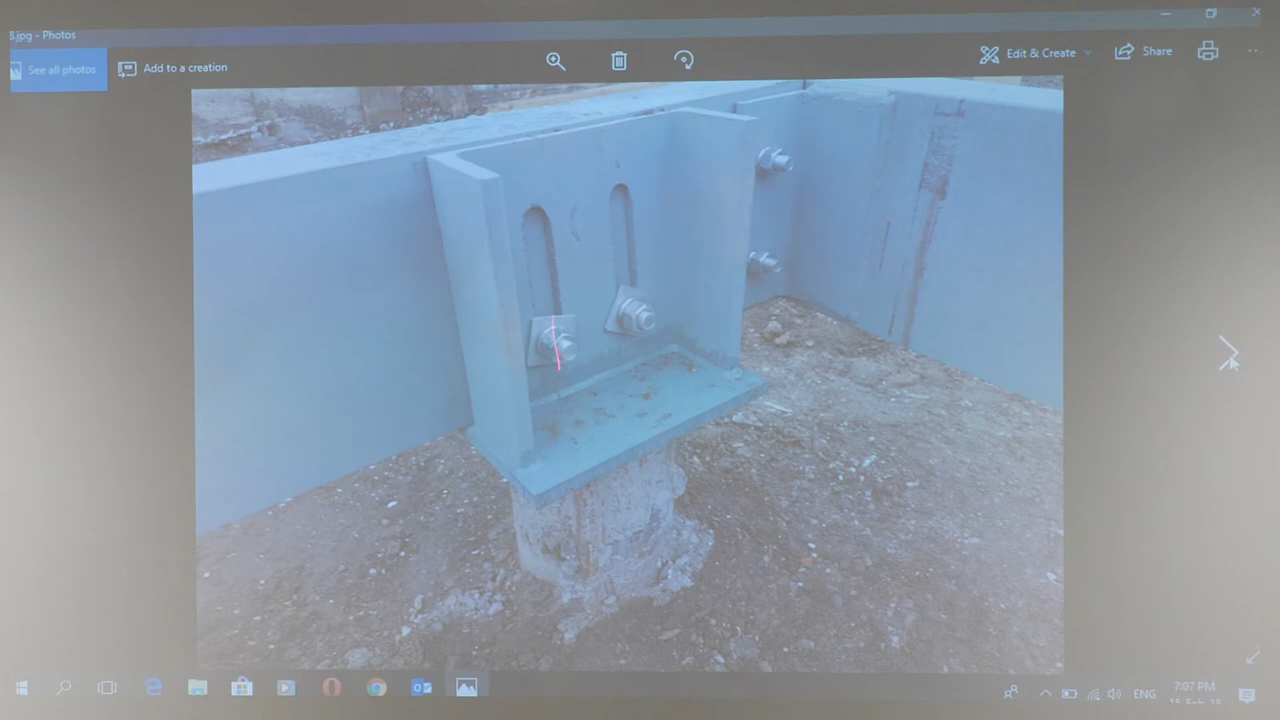 8.jpg - Photos
See all photos
Add to a creation
Edit & Create
Share
ENG
7:07 PM